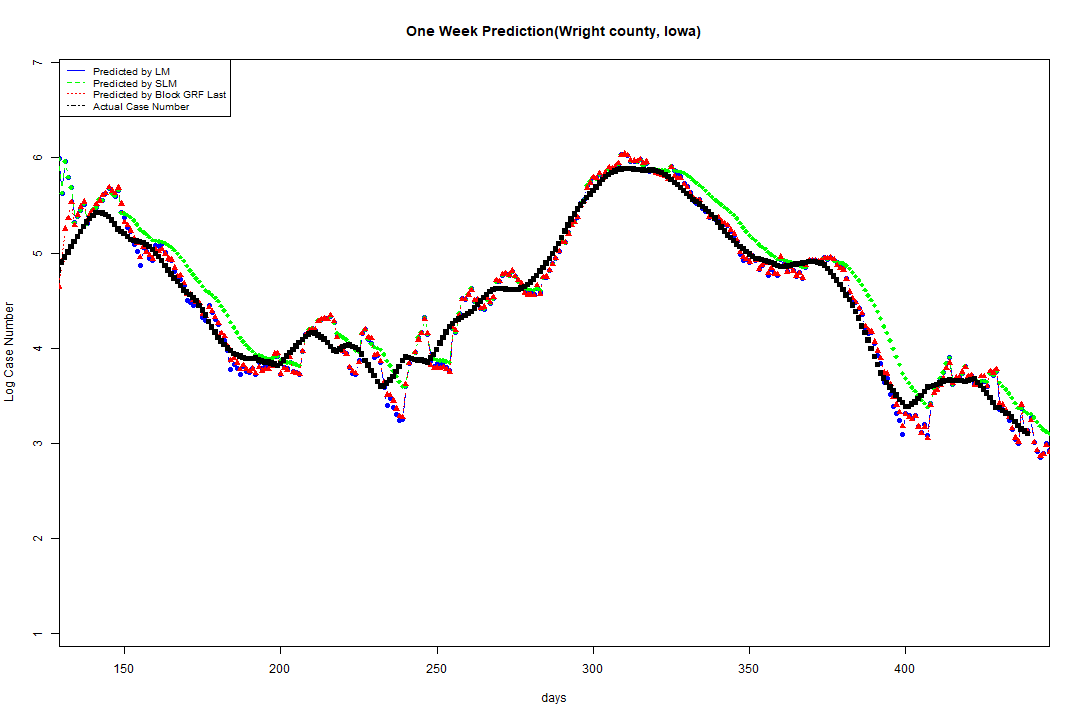 One Week Prediction(Wright county, Iowa)
Predicted by LM
Predicted by SLM
Predicted by Block GRF Last
Actual Case Number
7
6
5
4
3
2
1
Log Case Number
150 200 250 300 350 400
days